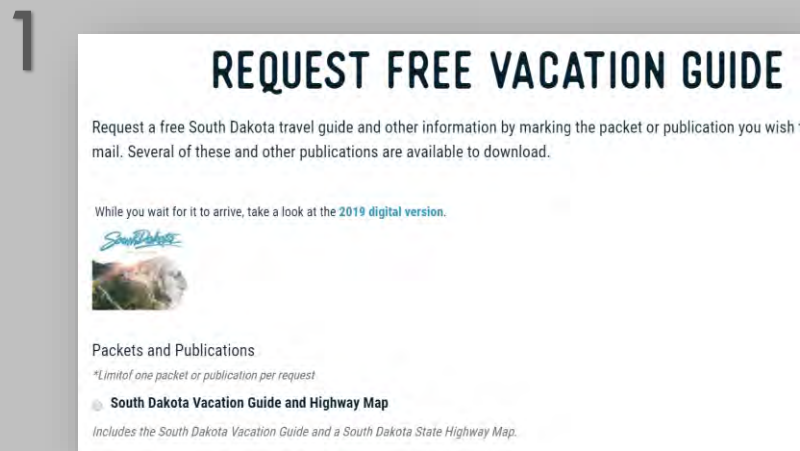 1
REQUEST FREE VACATION GUIDE
Request a free South Dakota travel guide and other information by marking the packet or publication you wish
mail. Several of these and other publications are available to download.
While you wait for it to arrive, take a look at the 2019 digital version.
South Dakota
Packets and Publications
*Limitof one packet or publication per request
South Dakota Vacation Guide and Highway Map
Includes the South Dakota Vacation Guide and a South Dakota State Highway Map.